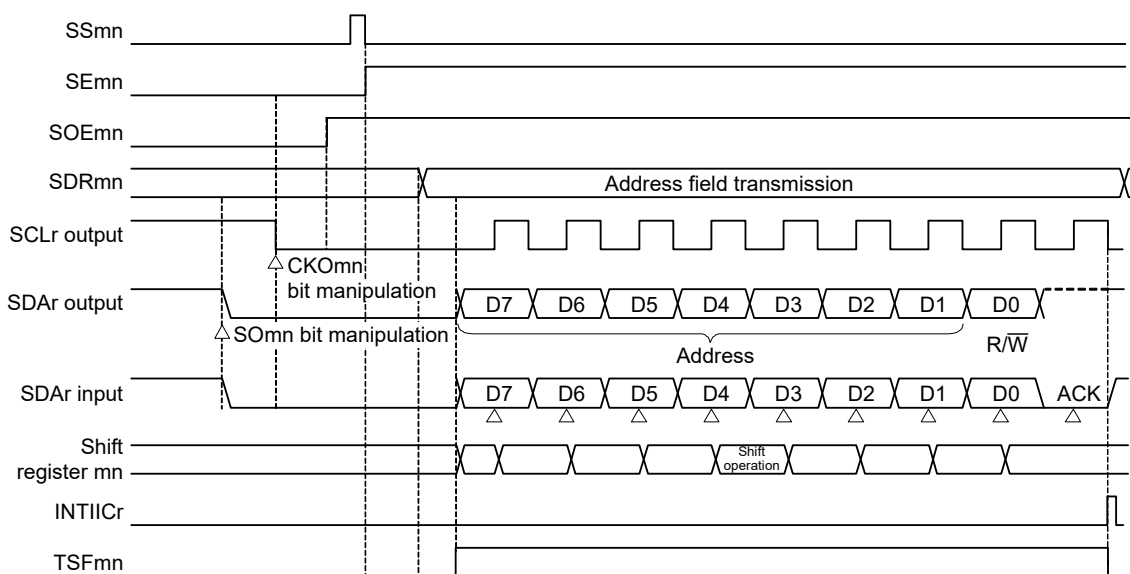 SSmn
SEmn
SOEmn
SDRmn
Address field transmission
SCLr output
CKOmn
bit manipulation
SDAr output
D7 D6 D5 D4 D3 D2 D1 D0
SOmn bit manipulation
Address
R/W̅
SDAr input
D7 D6 D5 D4 D3 D2 D1 D0 ACK
Shift
register mn
Shift
operation
INTIICr
TSFmn